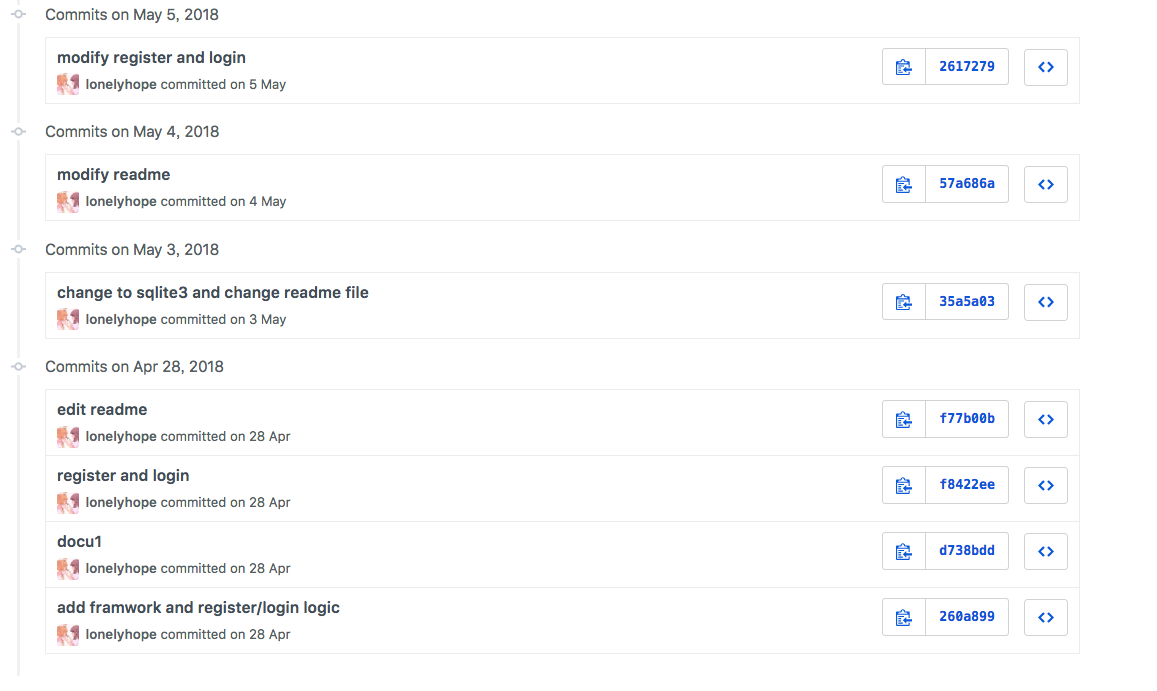 Commits on May 5, 2018
modify register and login
2617279
lonelyhope committed on 5 May
Commits on May 4, 2018
modify readme
57a686a
lonelyhope committed on 4 May
Commits on May 3, 2018
change to sqlite3 and change readme file
35a5a03
lonelyhope committed on 3 May
Commits on Apr 28, 2018
edit readme
f77b00b
lonelyhope committed on 28 Apr
register and login
f8422ee
lonelyhope committed on 28 Apr
docu1
d738bdd
lonelyhope committed on 28 Apr
add framwork and register/login logic
260a899
lonelyhope committed on 28 Apr